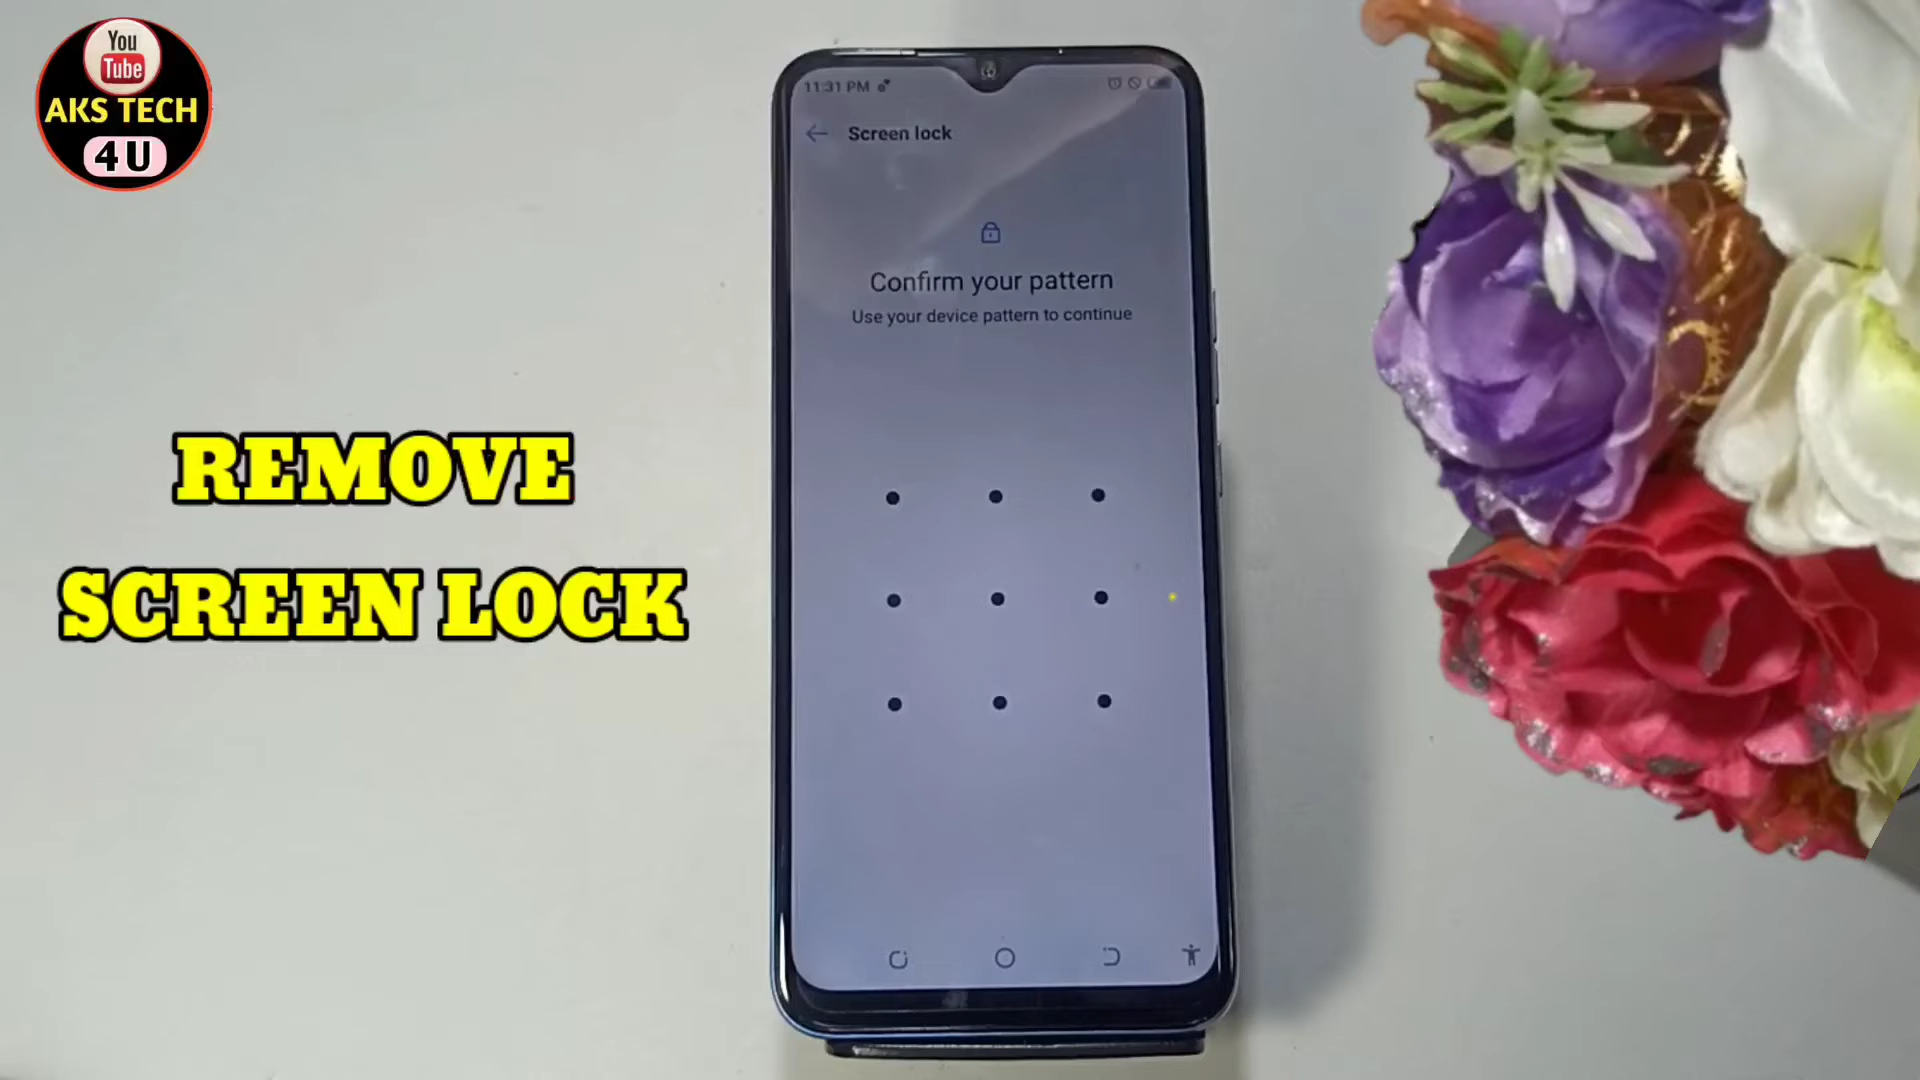 You
Tube
AKS TECH
4 U
11:31 PM
Screen lock
Confirm your pattern
Use your device pattern to continue
REMOVE
SCREEN LOCK